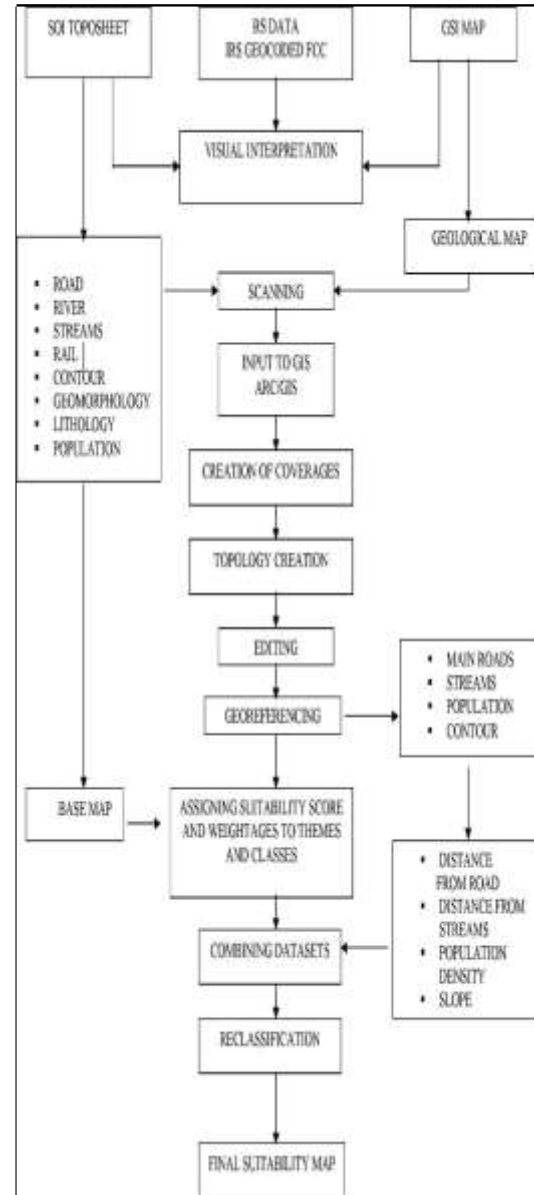 SOI TOPOSHEET
RS DATA
IRS GEOCODED FCC
GSI MAP
VISUAL INTERPRETATION
GEOLOGICAL MAP
▪ ROAD
▪ RIVER
▪ STREAMS
▪ RAIL
▪ CONTOUR
▪ GEOMORPHOLOGY
▪ LITHOLOGY
▪ POPULATION
SCANNING
INPUT TO GIS
ARC/GIS
CREATION OF COVERAGES
TOPOLOGY CREATION
EDITING
GEOREFERENCING
• MAIN ROADS
• STREAMS
• POPULATION
• CONTOUR
BASE MAP
ASSIGNING SUITABILITY SCORE
AND WEIGHTAGES TO THEMES
AND CLASSES
• DISTANCE
FROM ROAD
• DISTANCE FROM
STREAMS
• POPULATION
DENSITY
• SLOPE
COMBINING DATASETS
RECLASSIFICATION
FINAL SUITABILITY MAP